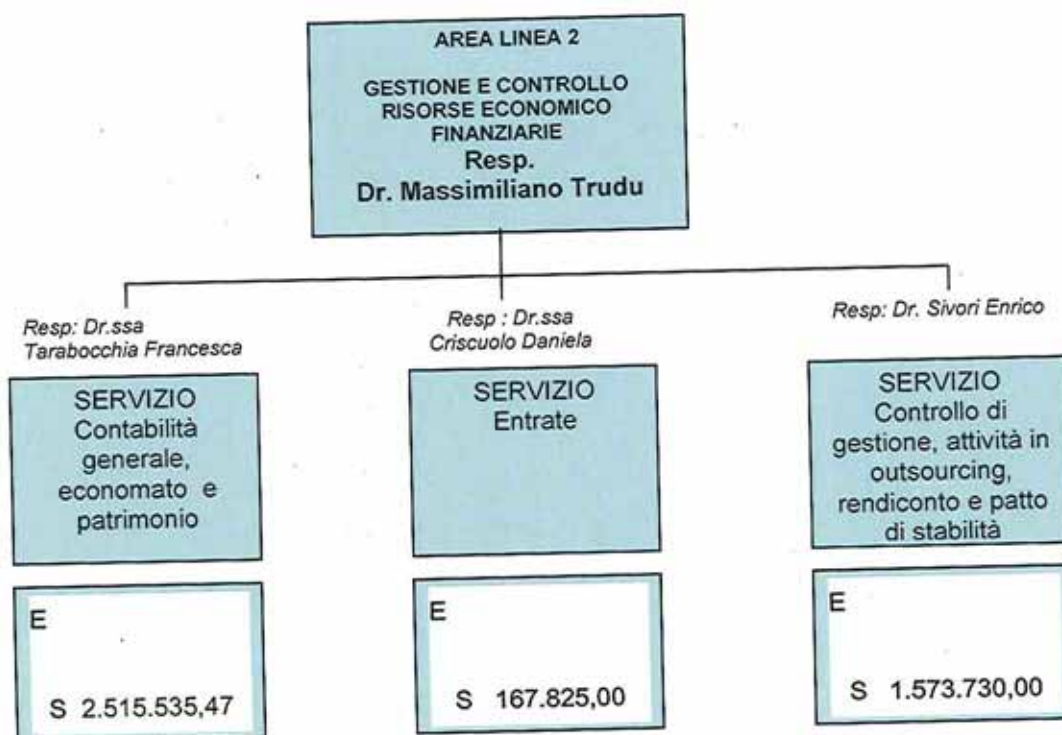 AREA LINEA 2
GESTIONE E CONTROLLO
RISORSE ECONOMICO
FINANZIARIE
Resp.
Dr. Massimiliano Trudu
Resp: Dr.ssa
Tarabocchia Francesca
SERVIZIO
Contabilità
generale,
economato e
patrimonio
E
S 2.515.535,47
Resp : Dr.ssa
Criscuolo Daniela
SERVIZIO
Entrate
E
S 167.825,00
Resp: Dr. Sivori Enrico
SERVIZIO
Controllo di
gestione, attività in
outsourcing,
rendiconto e patto
di stabilità
E
S 1.573.730,00